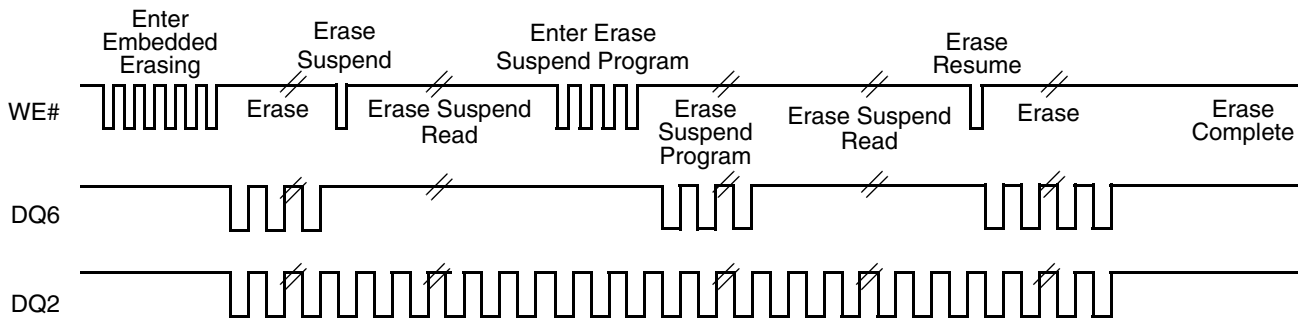 Enter
Embedded
Erasing
Erase
Suspend
Enter Erase
Suspend Program
Erase
Resume
WE#
Erase
Erase Suspend
Read
Erase
Suspend
Program
Erase Suspend
Read
Erase
Erase
Complete
DQ6
DQ2